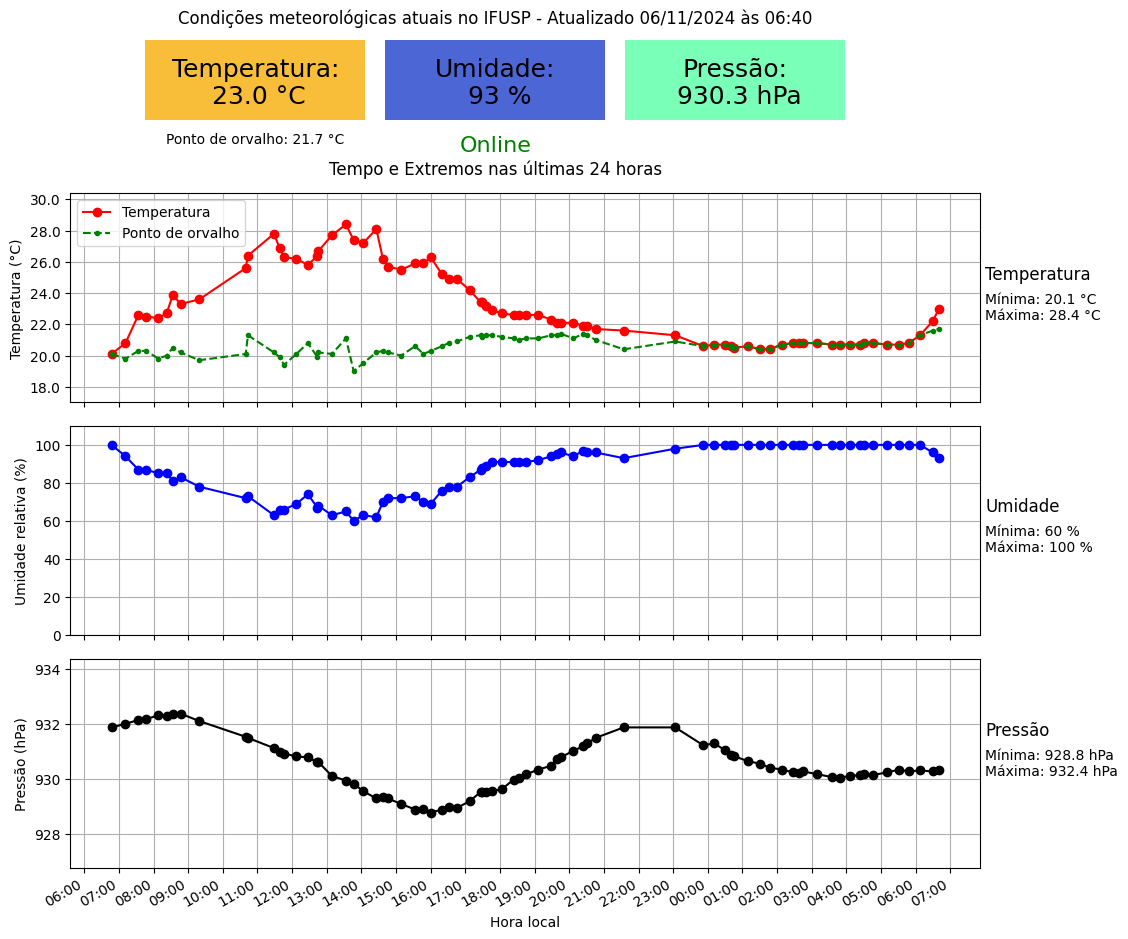 Condições meteorológicas atuais no IFUSP - Atualizado 06/11/2024 às 06:40
Temperatura:
23.0 °C
Umidade:
93 %
Pressão:
930.3 hPa
Ponto de orvalho: 21.7 °C
Online
Tempo e Extremos nas últimas 24 horas
Temperatura (°C)
30.0
28.0
26.0
24.0
22.0
20.0
18.0
Temperatura
Ponto de orvalho
Temperatura
Mínima: 20.1 °C
Máxima: 28.4 °C
Umidade relativa (%)
100
80
60
40
20
0
Umidade
Mínima: 60 %
Máxima: 100 %
Pressão (hPa)
934
932
930
928
Pressão
Mínima: 928.8 hPa
Máxima: 932.4 hPa
06:00
07:00
08:00
09:00
10:00
11:00
12:00
13:00
14:00
15:00
16:00
17:00
18:00
19:00
20:00
21:00
22:00
23:00
00:00
01:00
02:00
03:00
04:00
05:00
06:00
07:00
Hora local